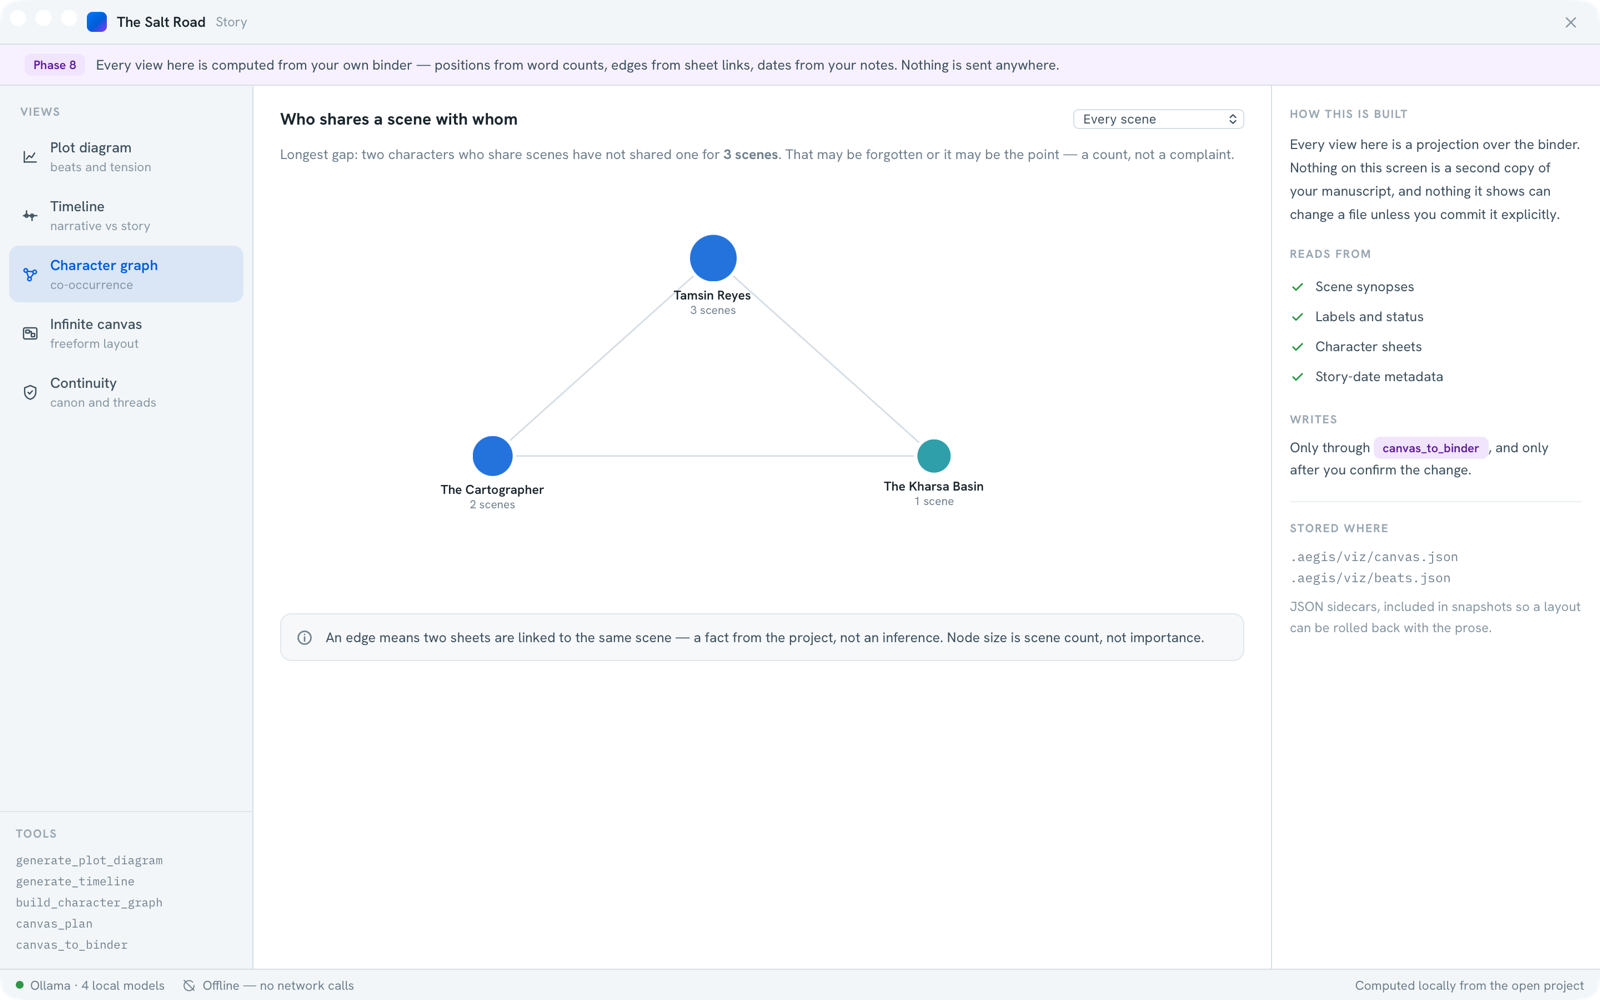 The Salt Road Story
Phase 8 Every view here is computed from your own binder — positions from word counts, edges from sheet links, dates from your notes. Nothing is sent anywhere.
VIEWS
Plot diagram
beats and tension
Timeline
narrative vs story
Character graph
co-occurrence
Infinite canvas
freeform layout
Continuity
canon and threads
TOOLS
generate_plot_diagram
generate_timeline
build_character_graph
canvas_plan
canvas_to_binder
Who shares a scene with whom
Every scene
Longest gap: two characters who share scenes have not shared one for 3 scenes. That may be forgotten or it may be the point — a count, not a complaint.
Tamsin Reyes
3 scenes
The Cartographer
2 scenes
The Kharsa Basin
1 scene
An edge means two sheets are linked to the same scene — a fact from the project, not an inference. Node size is scene count, not importance.
HOW THIS IS BUILT
Every view here is a projection over the binder.
Nothing on this screen is a second copy of
your manuscript, and nothing it shows can
change a file unless you commit it explicitly.
READS FROM
Scene synopses
Labels and status
Character sheets
Story-date metadata
WRITES
Only through canvas_to_binder, and only
after you confirm the change.
STORED WHERE
.aegis/viz/canvas.json
.aegis/viz/beats.json
JSON sidecars, included in snapshots so a layout
can be rolled back with the prose.
Ollama · 4 local models
Offline — no network calls
Computed locally from the open project